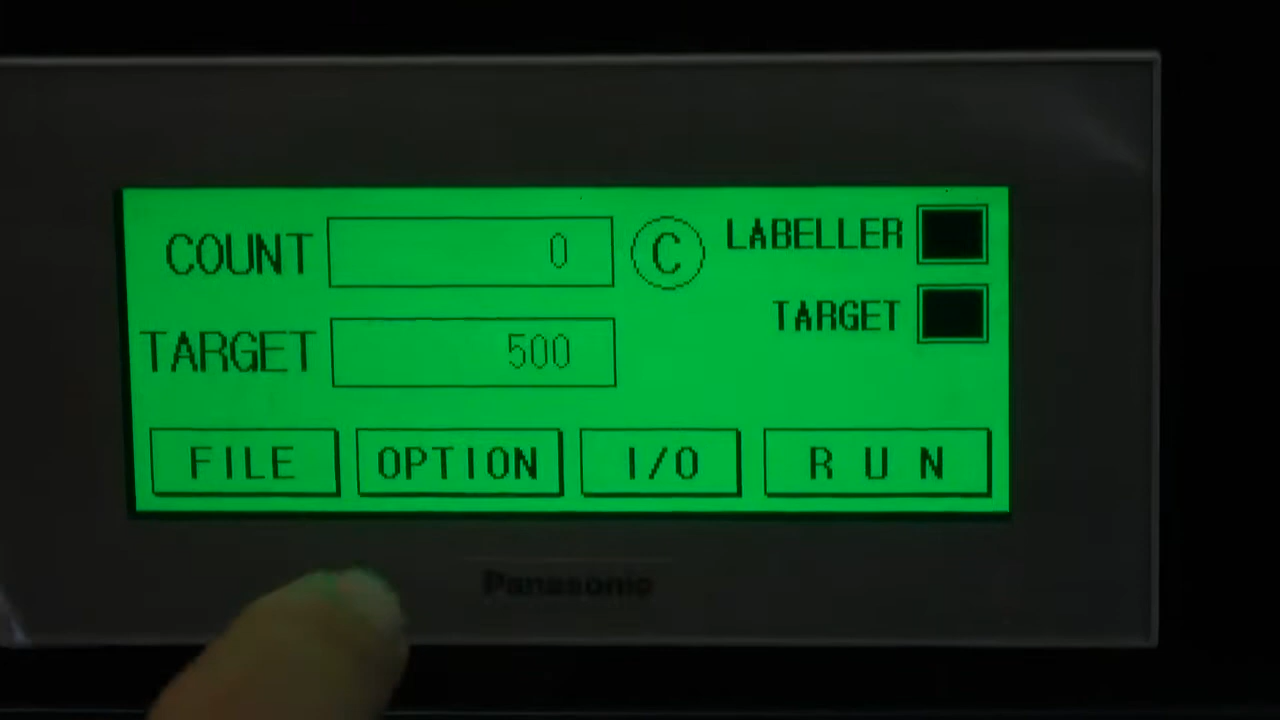 COUNT 0 C LABELLER
TARGET 500 TARGET
FILE OPTION I/O RUN
Panasonic